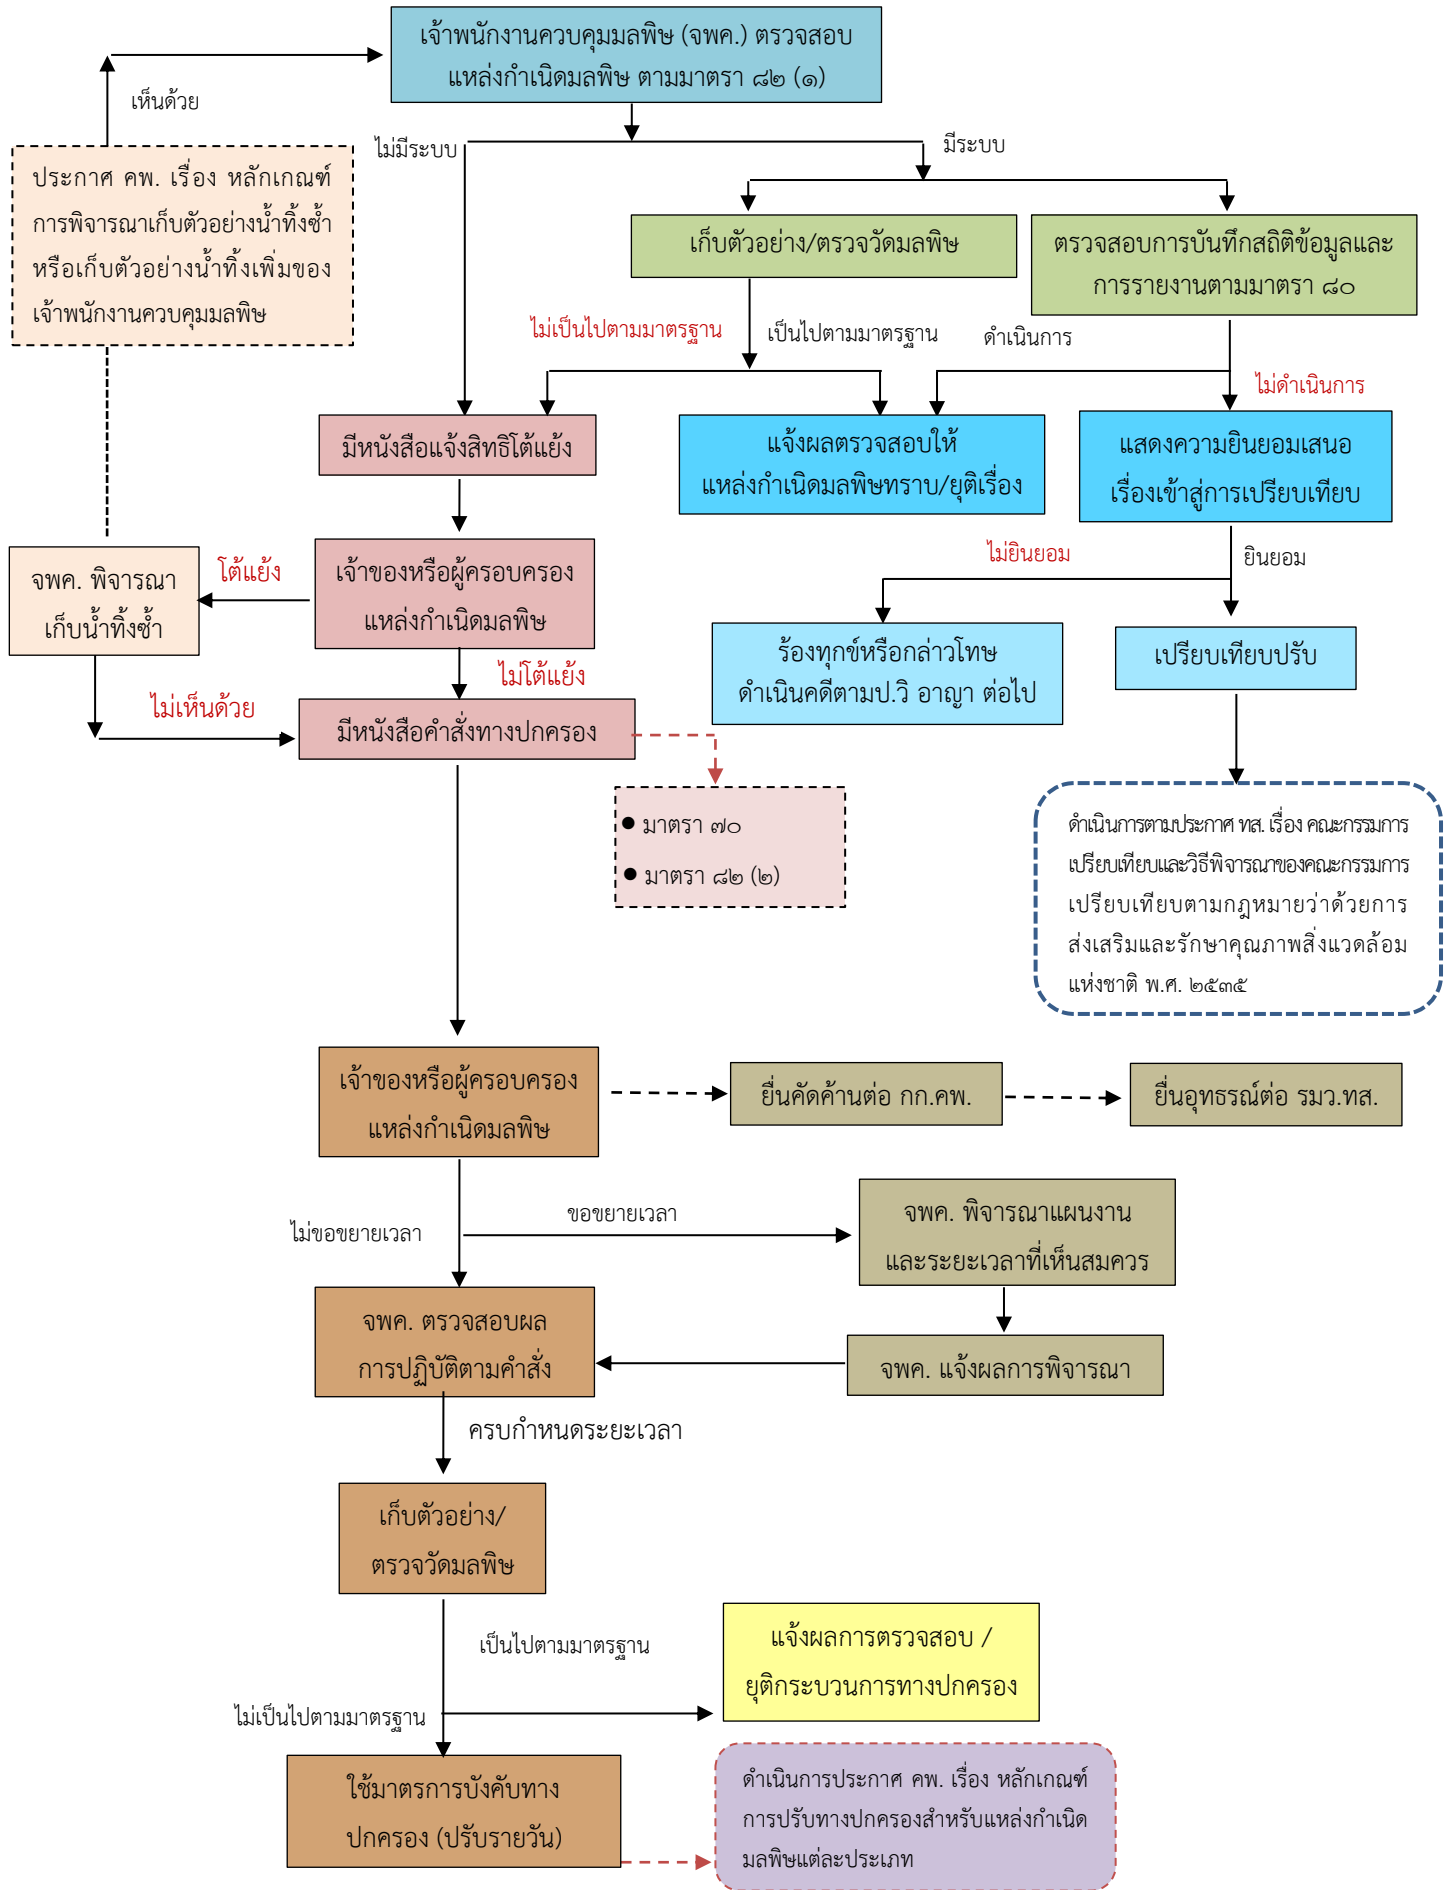 เจ้าพนักงานควบคุมมลพิษ (จพค.) ตรวจสอบ
แหล่งกำเนิดมลพิษ ตามมาตรา ๘๒ (๑)
เห็นด้วย
ไม่มีระบบ
มีระบบ
ประกาศ คพ. เรื่อง หลักเกณฑ์
การพิจารณาเก็บตัวอย่างน้ำทิ้งซ้ำ
หรือเก็บตัวอย่างน้ำทิ้งเพิ่มของ
เจ้าพนักงานควบคุมมลพิษ
เก็บตัวอย่าง/ตรวจวัดมลพิษ
ตรวจสอบการบันทึกสถิติข้อมูลและ
การรายงานตามมาตรา ๘๐
ไม่เป็นไปตามมาตรฐาน
เป็นไปตามมาตรฐาน
ดำเนินการ
ไม่ดำเนินการ
มีหนังสือแจ้งสิทธิโต้แย้ง
แจ้งผลตรวจสอบให้
แหล่งกำเนิดมลพิษทราบ/ยุติเรื่อง
แสดงความยินยอมเสนอ
เรื่องเข้าสู่การเปรียบเทียบ
จพค. พิจารณา
เก็บน้ำทิ้งซ้ำ
โต้แย้ง
เจ้าของหรือผู้ครอบครอง
แหล่งกำเนิดมลพิษ
ไม่ยินยอม
ยินยอม
ร้องทุกข์หรือกล่าวโทษ
ดำเนินคดีตามป.วิ อาญา ต่อไป
เปรียบเทียบปรับ
ไม่โต้แย้ง
ไม่เห็นด้วย
มีหนังสือคำสั่งทางปกครอง
● มาตรา ๗๐
● มาตรา ๘๒ (๒)
ดำเนินการตามประกาศ ทส. เรื่อง คณะกรรมการ
เปรียบเทียบและวิธีพิจารณาของคณะกรรมการ
เปรียบเทียบตามกฎหมายว่าด้วยการ
ส่งเสริมและรักษาคุณภาพสิ่งแวดล้อม
แห่งชาติ พ.ศ. ๒๕๓๕
เจ้าของหรือผู้ครอบครอง
แหล่งกำเนิดมลพิษ
ยื่นคัดค้านต่อ กก.คพ.
ยื่นอุทธรณ์ต่อ รมว.ทส.
ไม่ขอขยายเวลา
ขอขยายเวลา
จพค. พิจารณาแผนงาน
และระยะเวลาที่เห็นสมควร
จพค. ตรวจสอบผล
การปฏิบัติตามคำสั่ง
จพค. แจ้งผลการพิจารณา
ครบกำหนดระยะเวลา
เก็บตัวอย่าง/
ตรวจวัดมลพิษ
เป็นไปตามมาตรฐาน
แจ้งผลการตรวจสอบ /
ยุติกระบวนการทางปกครอง
ไม่เป็นไปตามมาตรฐาน
ใช้มาตรการบังคับทาง
ปกครอง (ปรับรายวัน)
ดำเนินการประกาศ คพ. เรื่อง หลักเกณฑ์
การปรับทางปกครองสำหรับแหล่งกำเนิด
มลพิษแต่ละประเภท